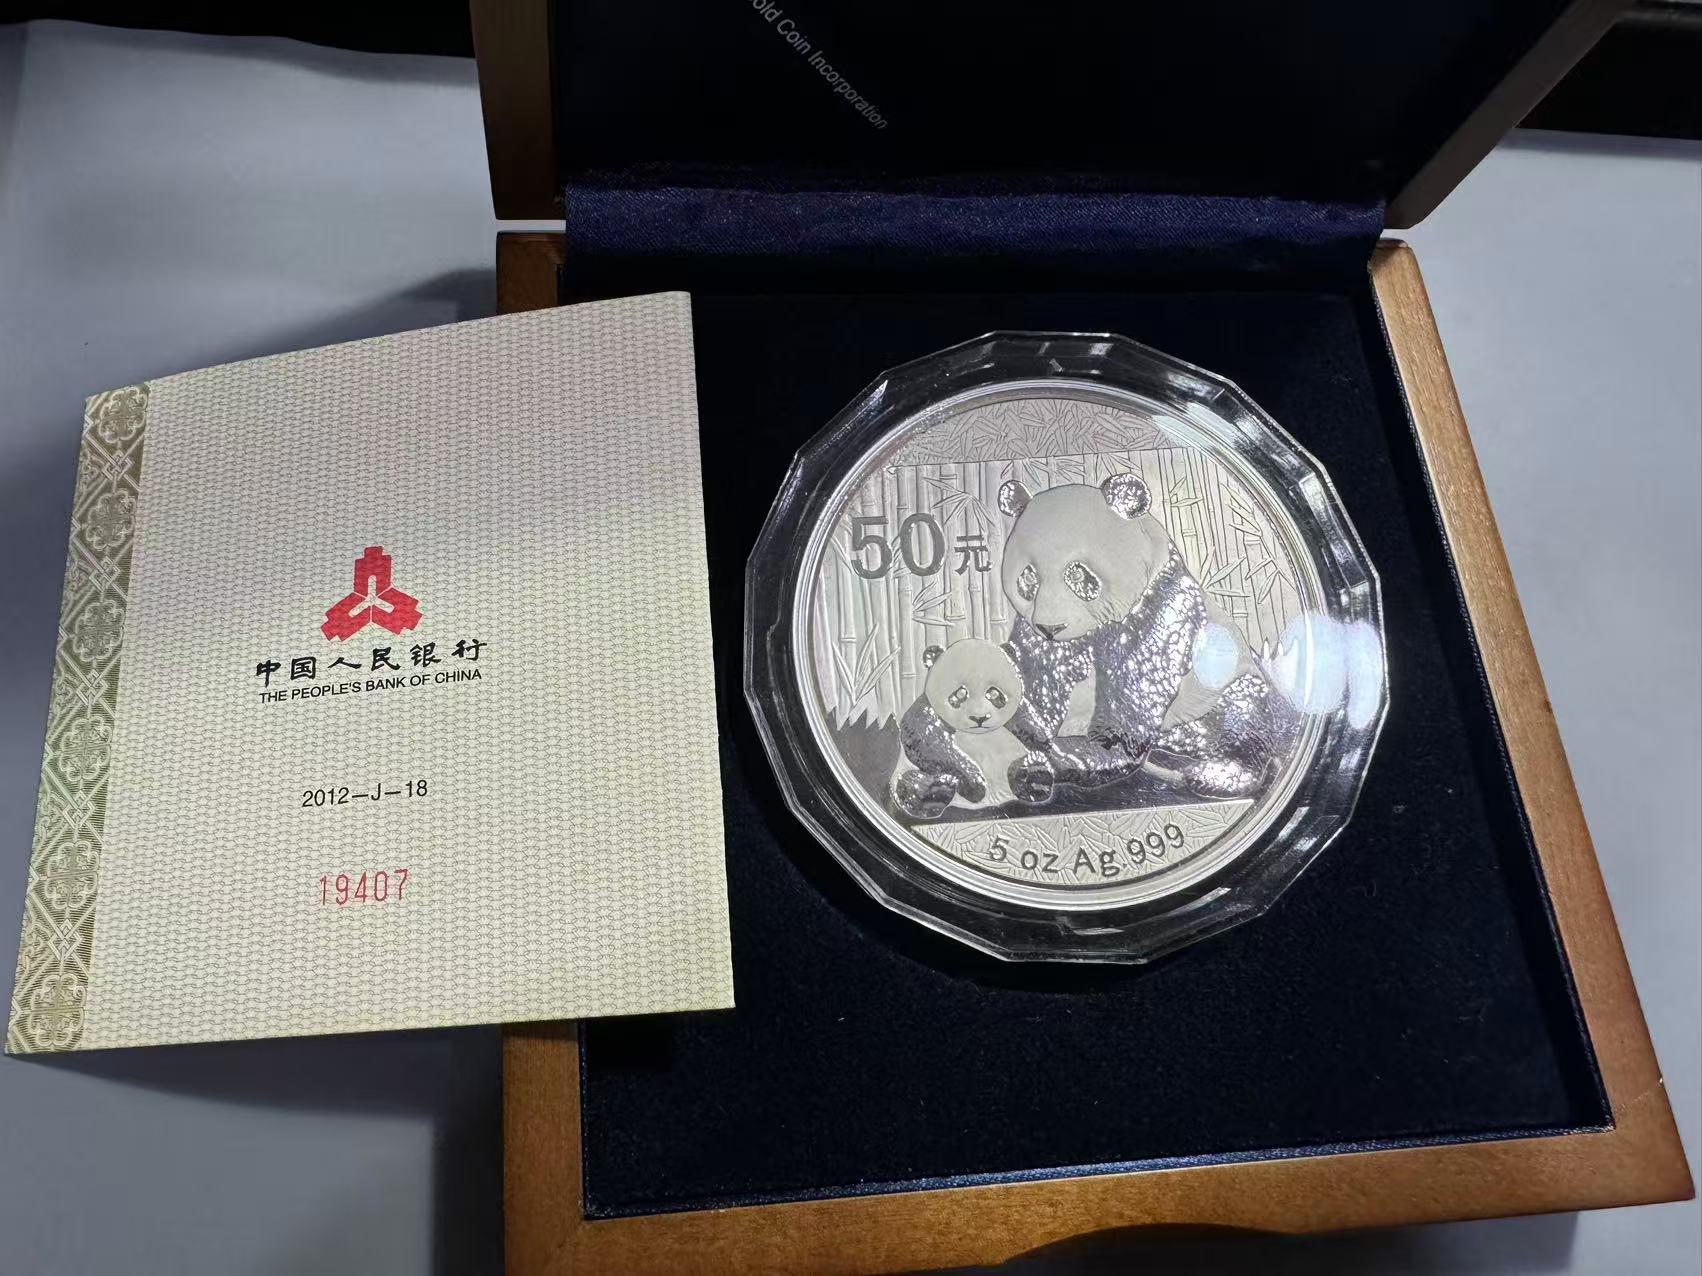 Gold Coin Incorporation
中国人民银行
THE PEOPLE'S BANK OF CHINA
2012-J-18
19407
50元
5 oz Ag.999